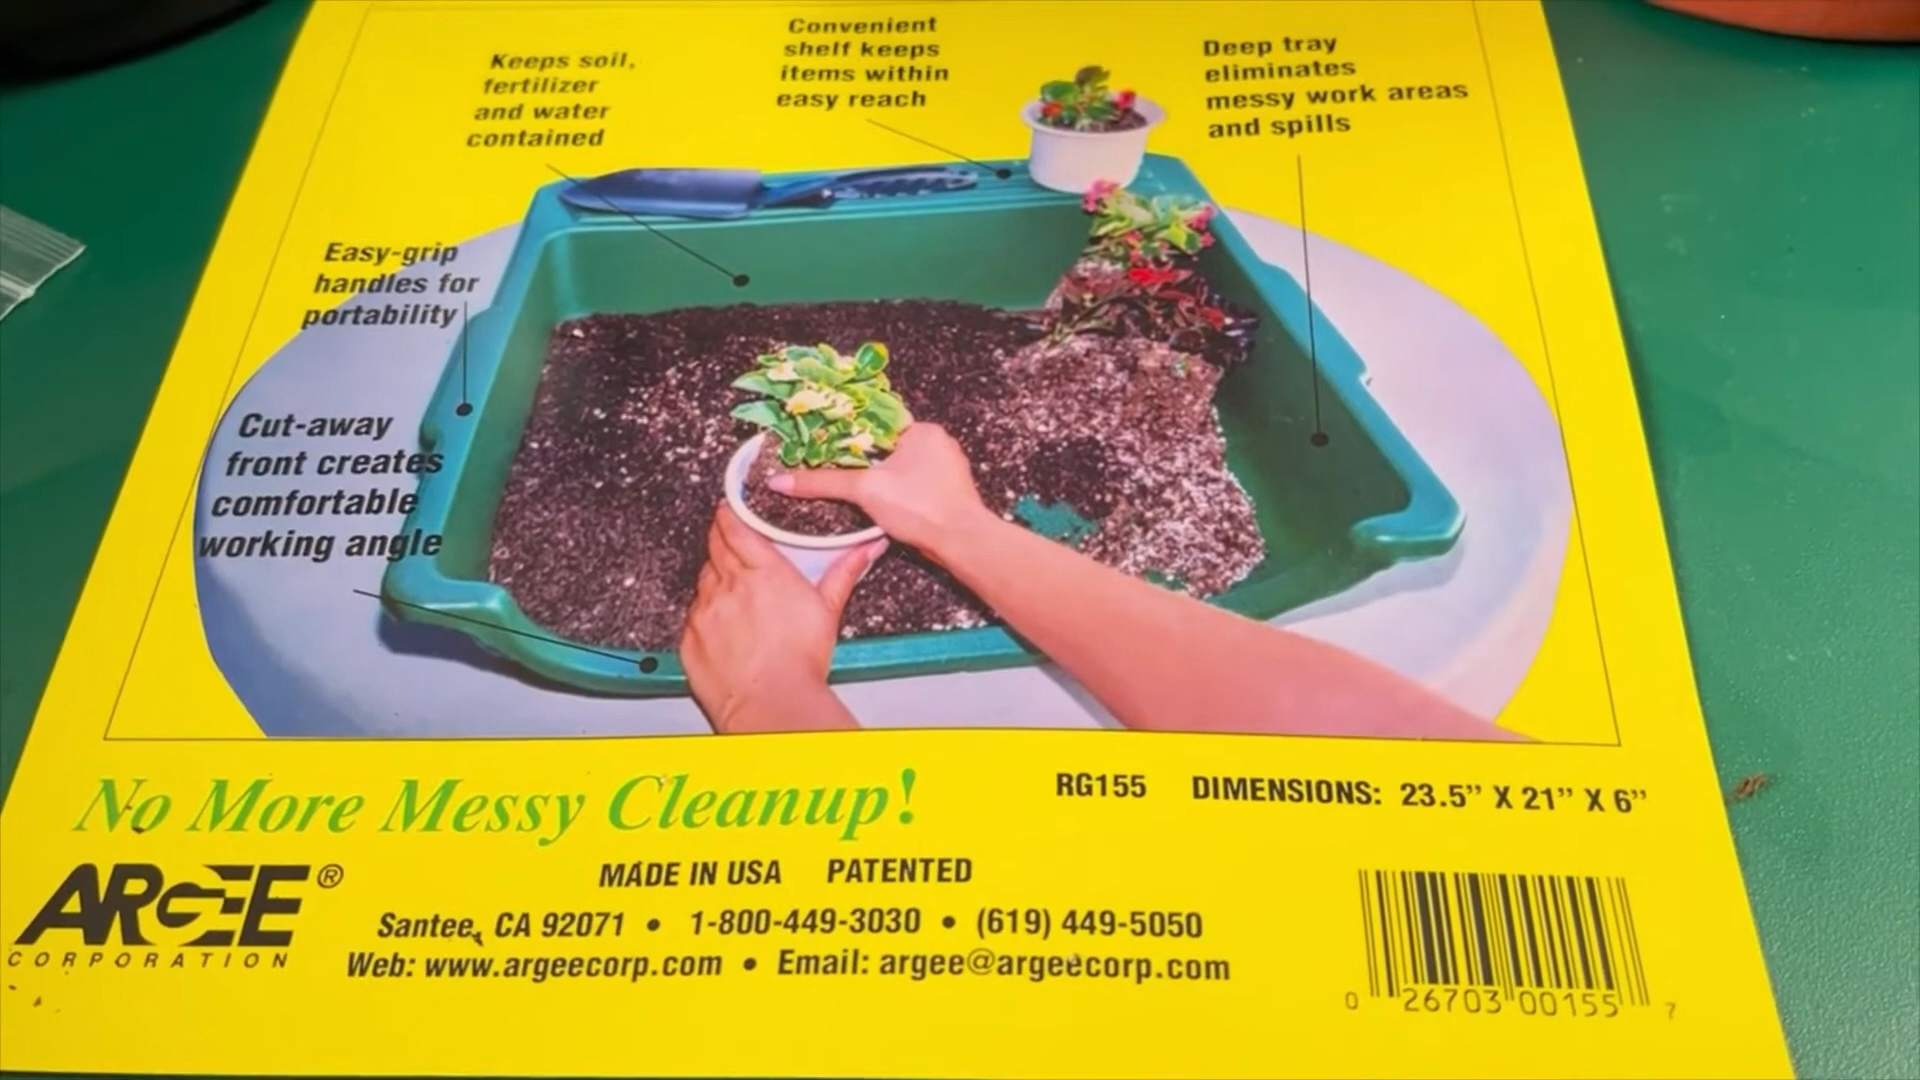 Keeps soil,
fertilizer
and water
contained
Convenient
shelf keeps
items within
easy reach
Deep tray
eliminates
messy work areas
and spills
Easy-grip
handles for
portability
Cut-away
front creates
comfortable
working angle
No More Messy Cleanup!
RG155 DIMENSIONS: 23.5” X 21” X 6”
MADE IN USA PATENTED
ARGEE®
CORPORATION
Santee, CA 92071 • 1-800-449-3030 • (619) 449-5050
Web: www.argeecorp.com • Email: argee@argeecorp.com
0 26703 00155 7